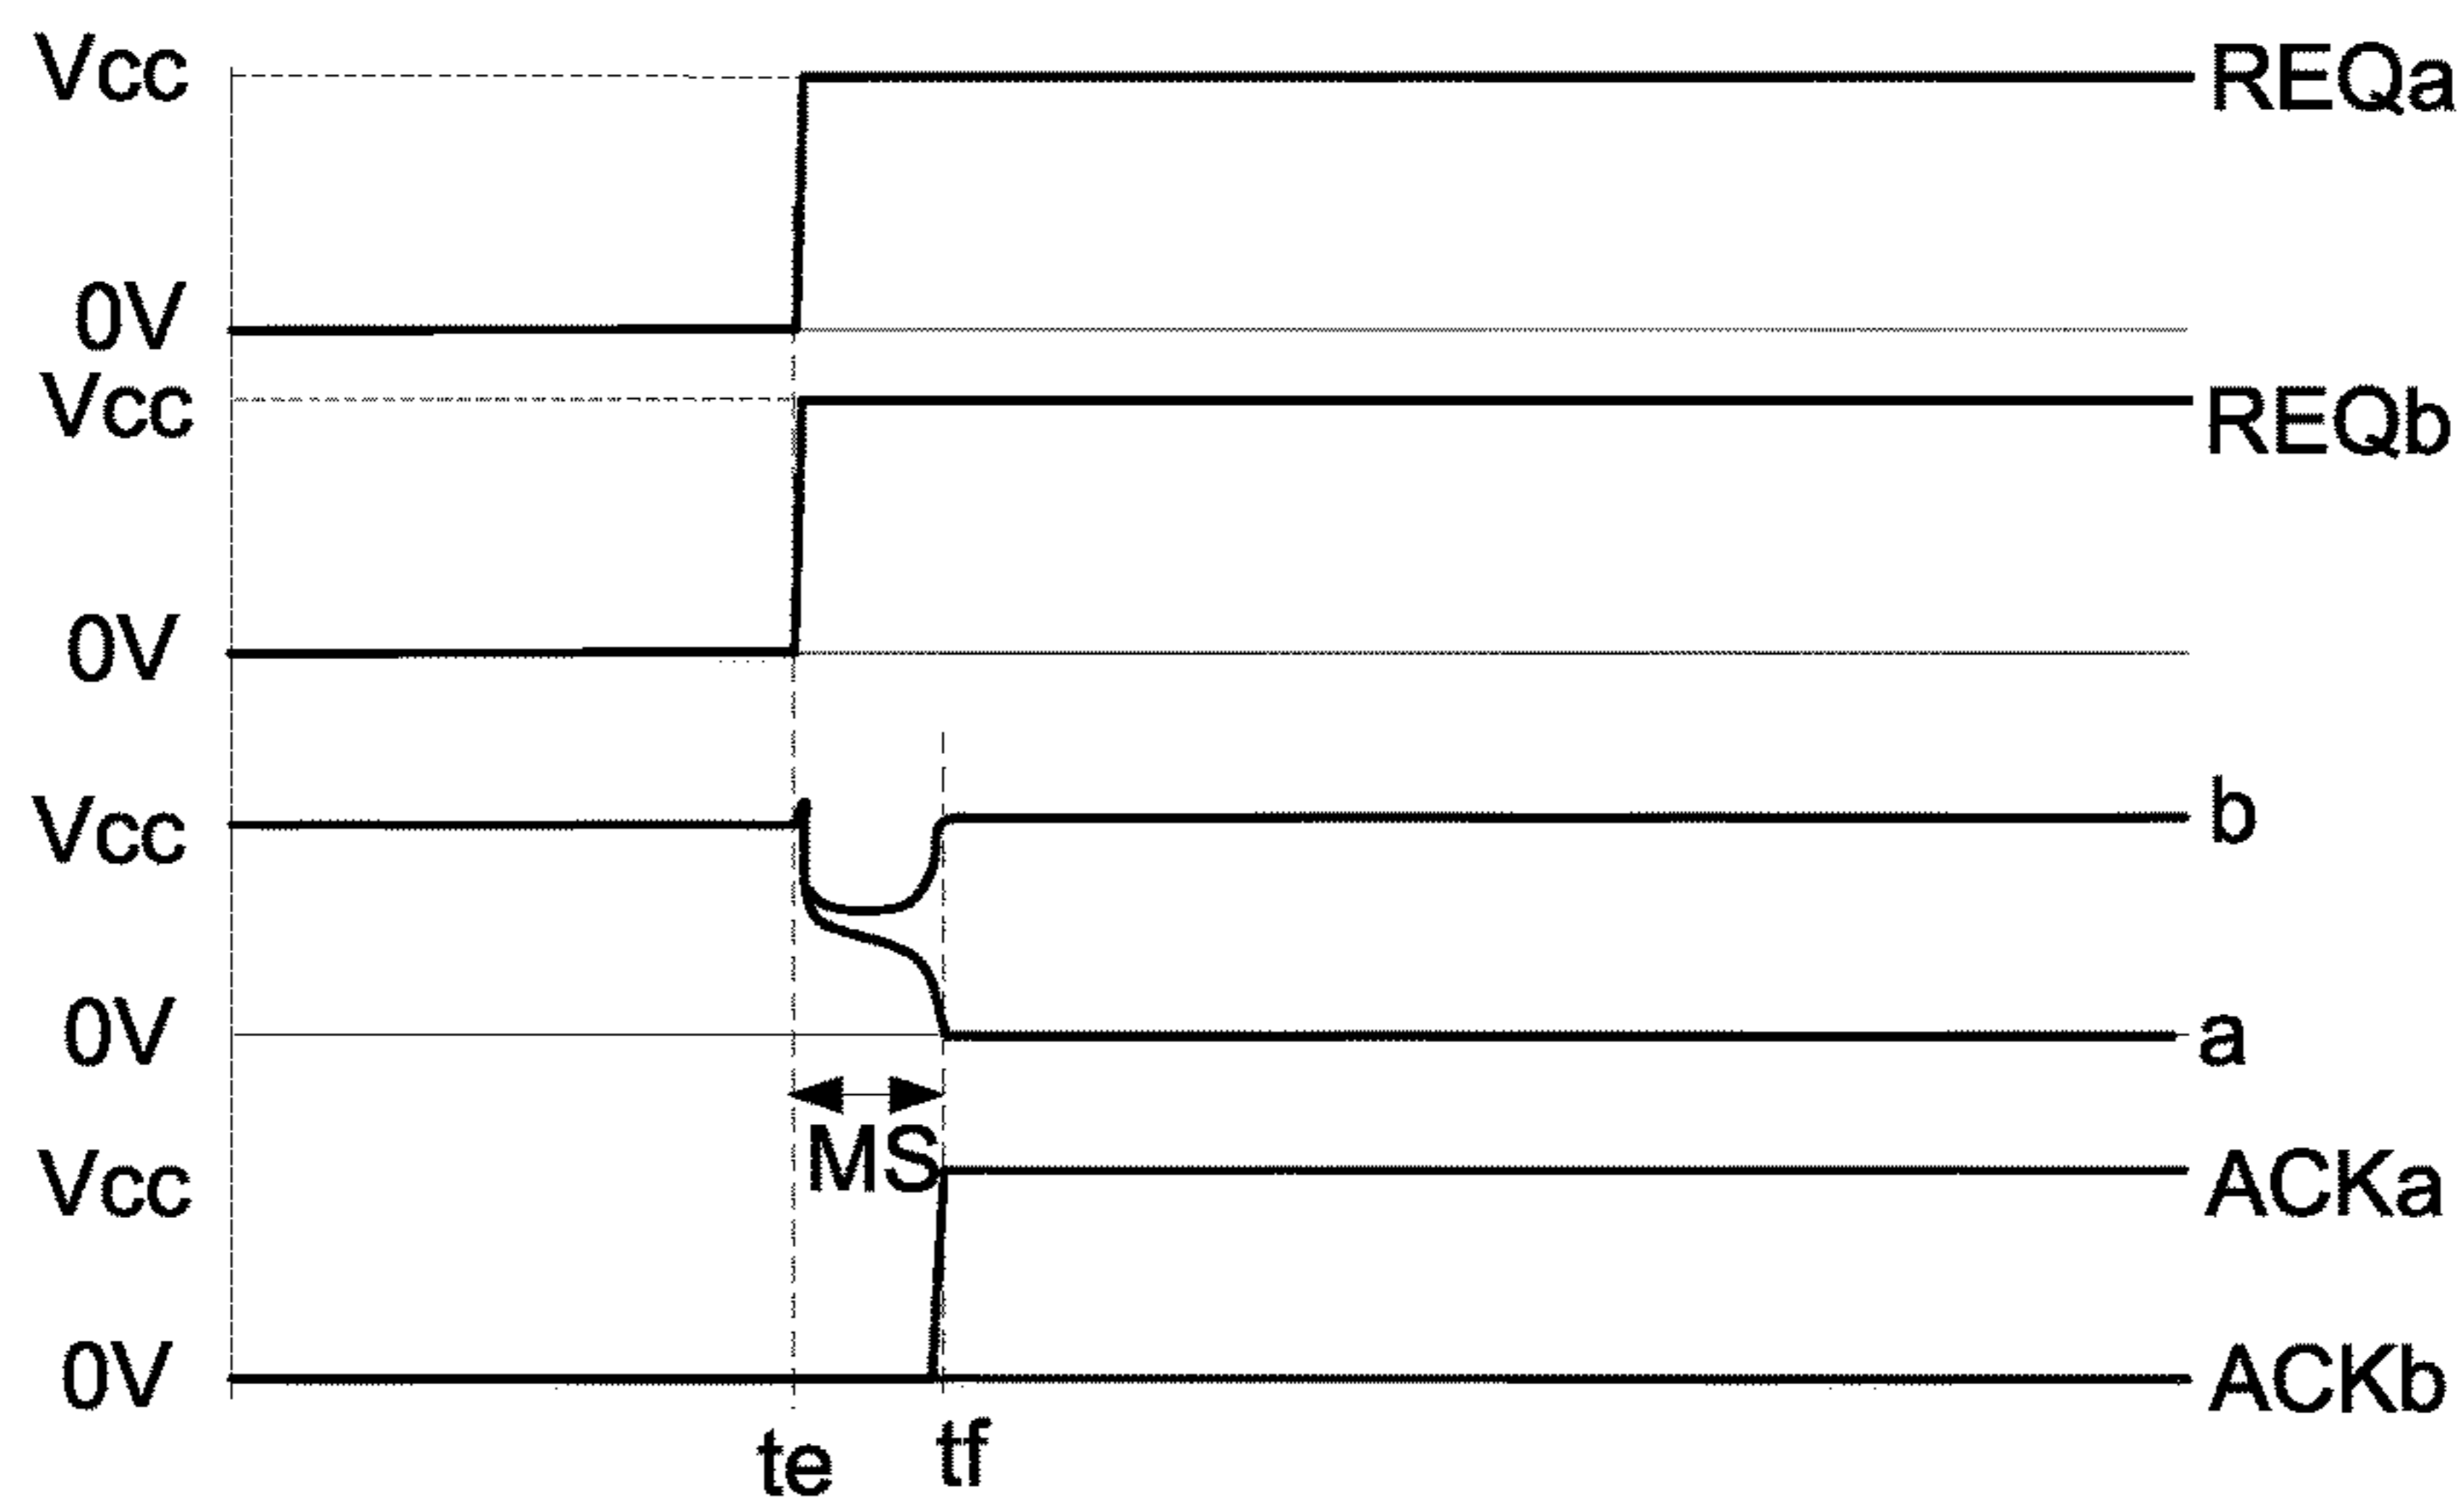 Vcc REQa
0V
Vcc REQb
0V
Vcc b
0V a
MS
Vcc ACKa
0V ACKb
te tf